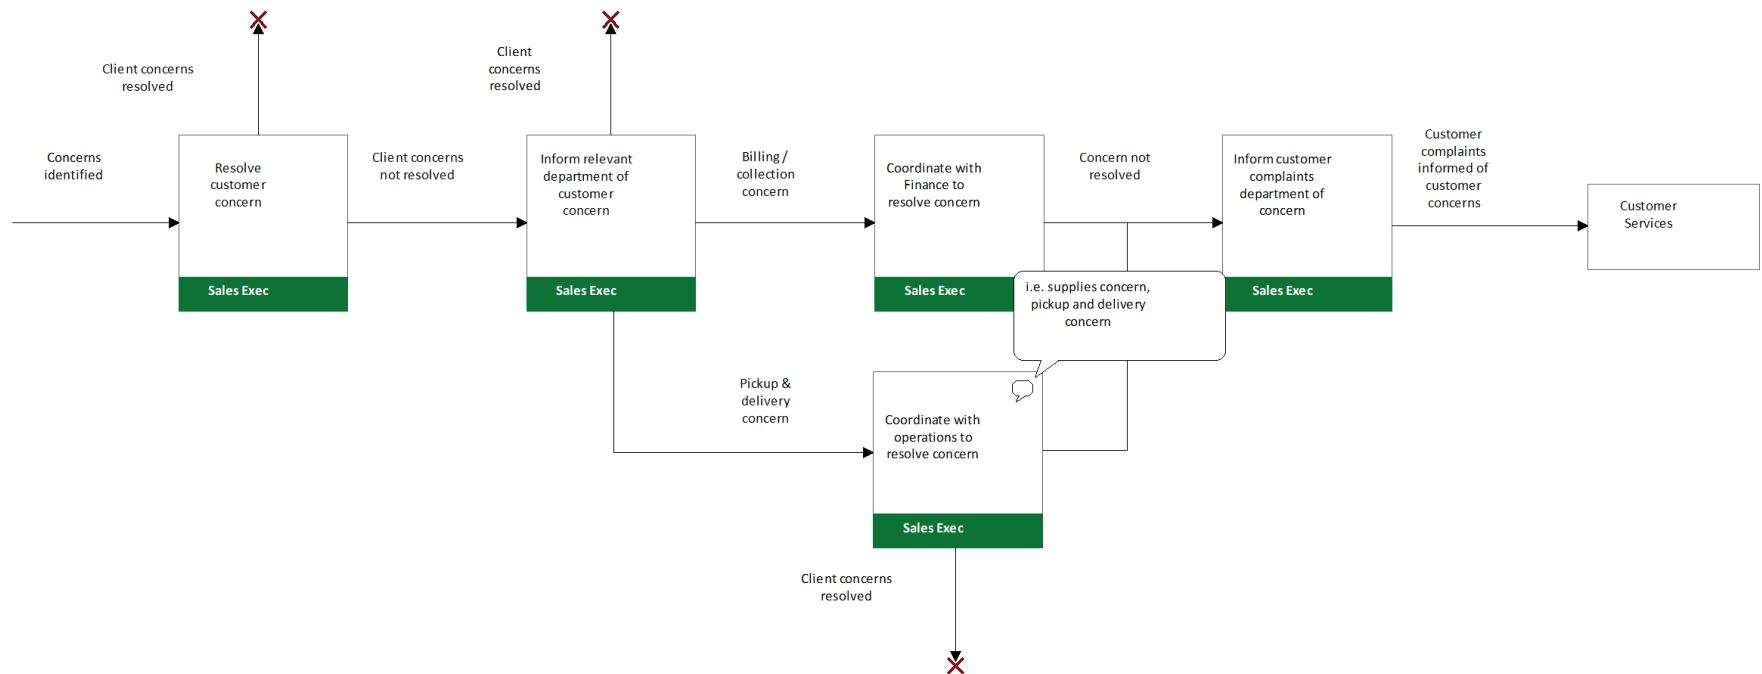 Client concerns
resolved
Client
concerns
resolved
Concerns
identified
Resolve
customer
concern
Sales Exec
Client concerns
not resolved
Inform relevant
department of
customer
concern
Sales Exec
Billing /
collection
concern
Coordinate with
Finance to
resolve concern
Sales Exec
Concern not
resolved
Inform customer
complaints
department of
concern
Sales Exec
Customer
complaints
informed of
customer
concerns
Customer
Services
i.e. supplies concern,
pickup and delivery
concern
Pickup &
delivery
concern
Coordinate with
operations to
resolve concern
Sales Exec
Client concerns
resolved